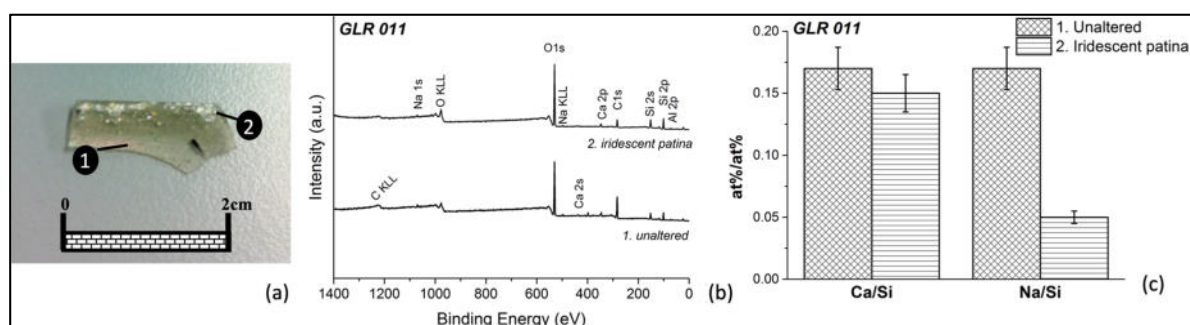 1
2
0
2cm
(a)
GLR 011
Intensity (a.u.)
Na 1s
O KLL
O1s
Na KLL
Ca 2p
C1s
Si 2s
Si 2p
Al 2p
2. iridescent patina
C KLL
Ca 2s
1. unaltered
1400 1200 1000 800 600 400 200 0
Binding Energy (eV)
(b)
GLR 011
1. Unaltered
2. Iridescent patina
at%/at%
0.20
0.15
0.10
0.05
0.00
Ca/Si Na/Si
(c)